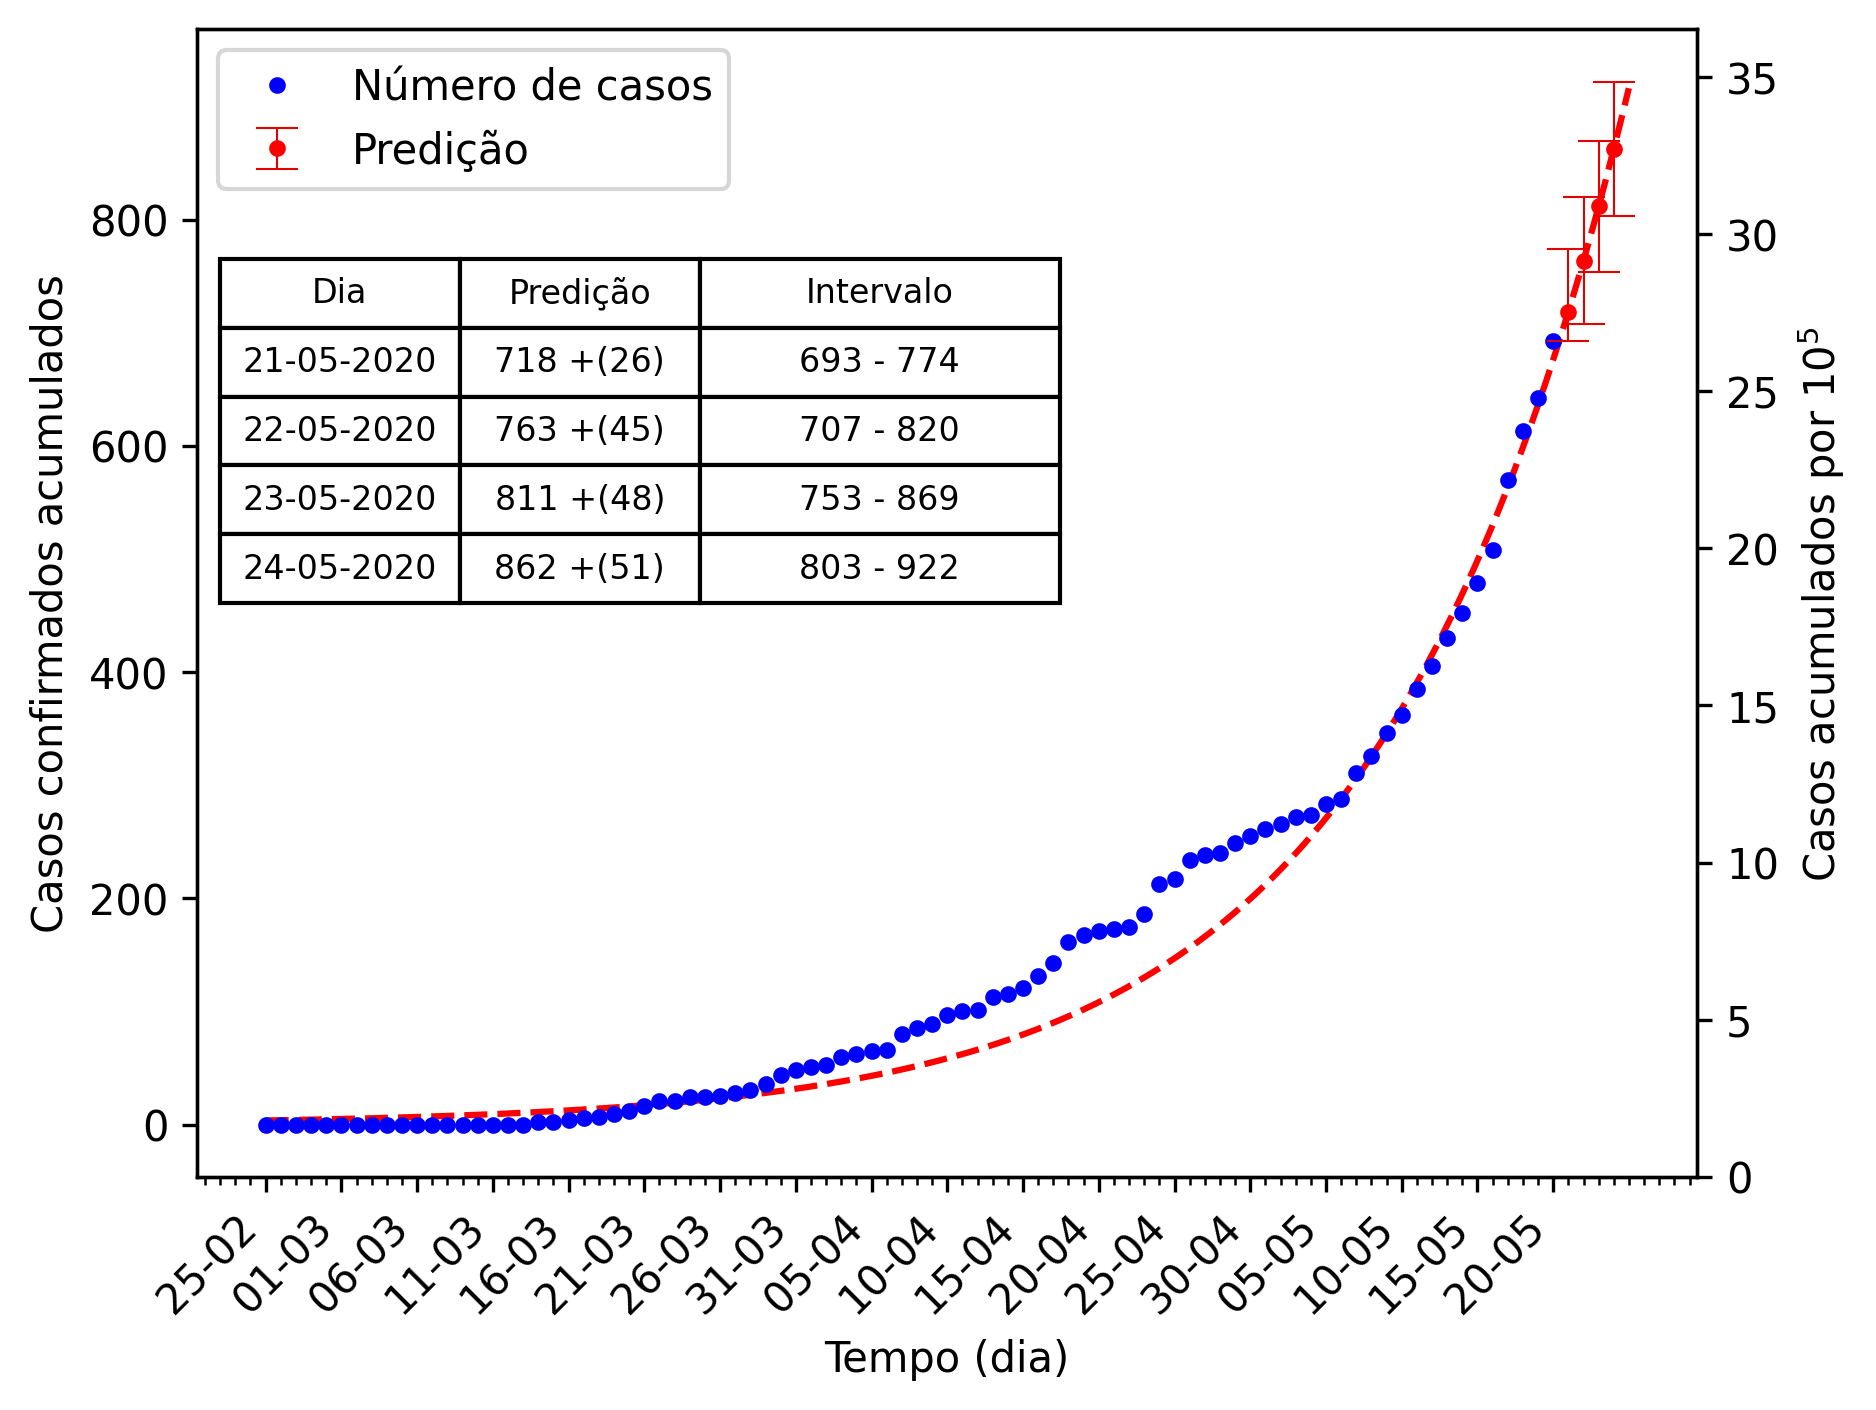 Número de casos
Predição
Dia Predição Intervalo
21-05-2020 718 +(26) 693 - 774
22-05-2020 763 +(45) 707 - 820
23-05-2020 811 +(48) 753 - 869
24-05-2020 862 +(51) 803 - 922
Casos confirmados acumulados
800
600
400
200
0
35
30
25
20
15
10
5
0
Casos acumulados por 10⁵
25-02 01-03 06-03 11-03 16-03 21-03 26-03 31-03 05-04 10-04 15-04 20-04 25-04 30-04 05-05 10-05 15-05 20-05
Tempo (dia)